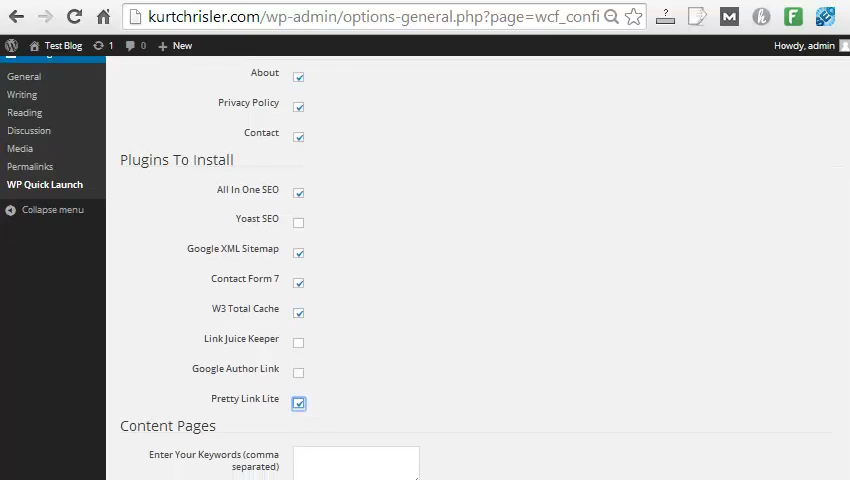 kurtchrisler.com/wp-admin/options-general.php?page=wcf_confi
Test Blog 1 0 + New Howdy, admin
General
Writing
Reading
Discussion
Media
Permalinks
WP Quick Launch
Collapse menu
About
Privacy Policy
Contact
Plugins To Install
All In One SEO
Yoast SEO
Google XML Sitemap
Contact Form 7
W3 Total Cache
Link Juice Keeper
Google Author Link
Pretty Link Lite
Content Pages
Enter Your Keywords (comma
separated)